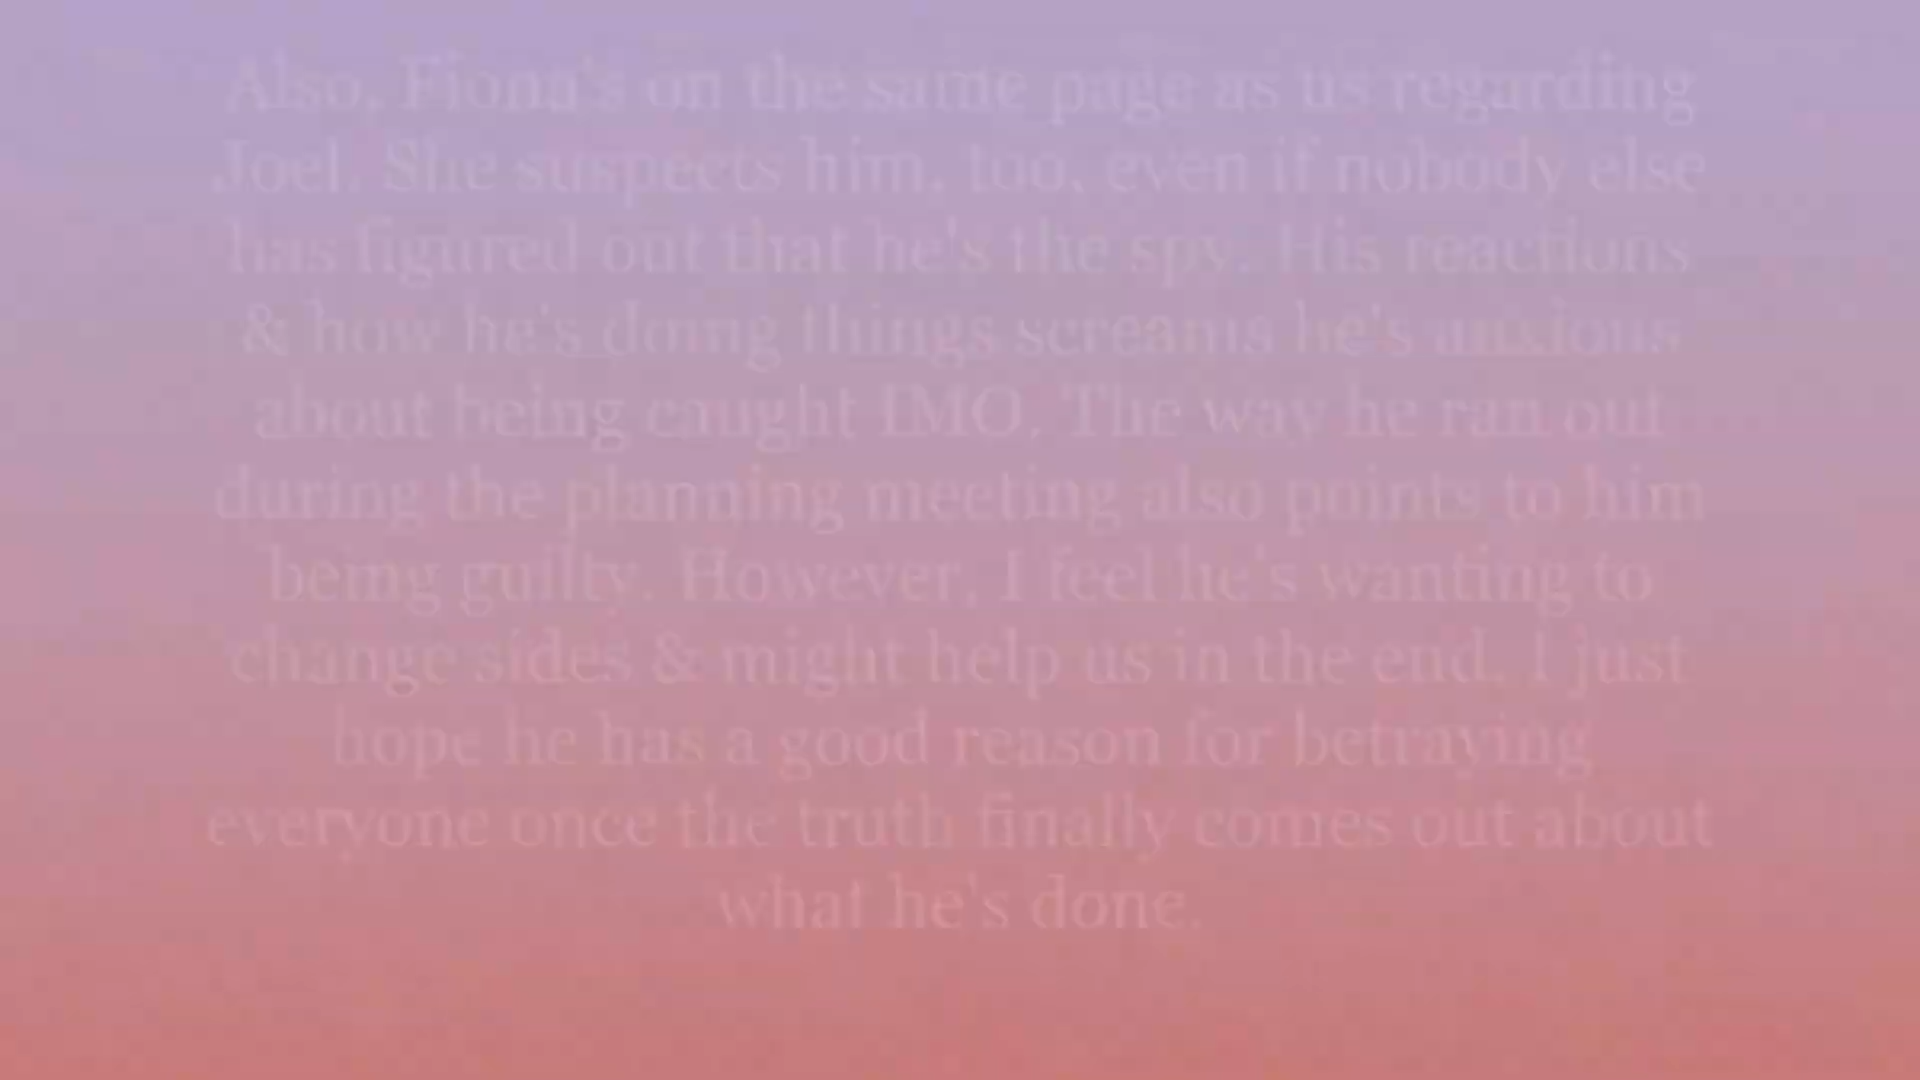 Also, Fiona's on the same page as us regarding
Joel. She suspects him, too, even if nobody else
has figured out that he's the spy. His reactions
& how he's doing things screams he's anxious
about being caught IMO. The way he ran out
during the planning meeting also points to him
being guilty. However, I feel he's wanting to
change sides & might help us in the end. I just
hope he has a good reason for betraying
everyone once the truth finally comes out about
what he's done.